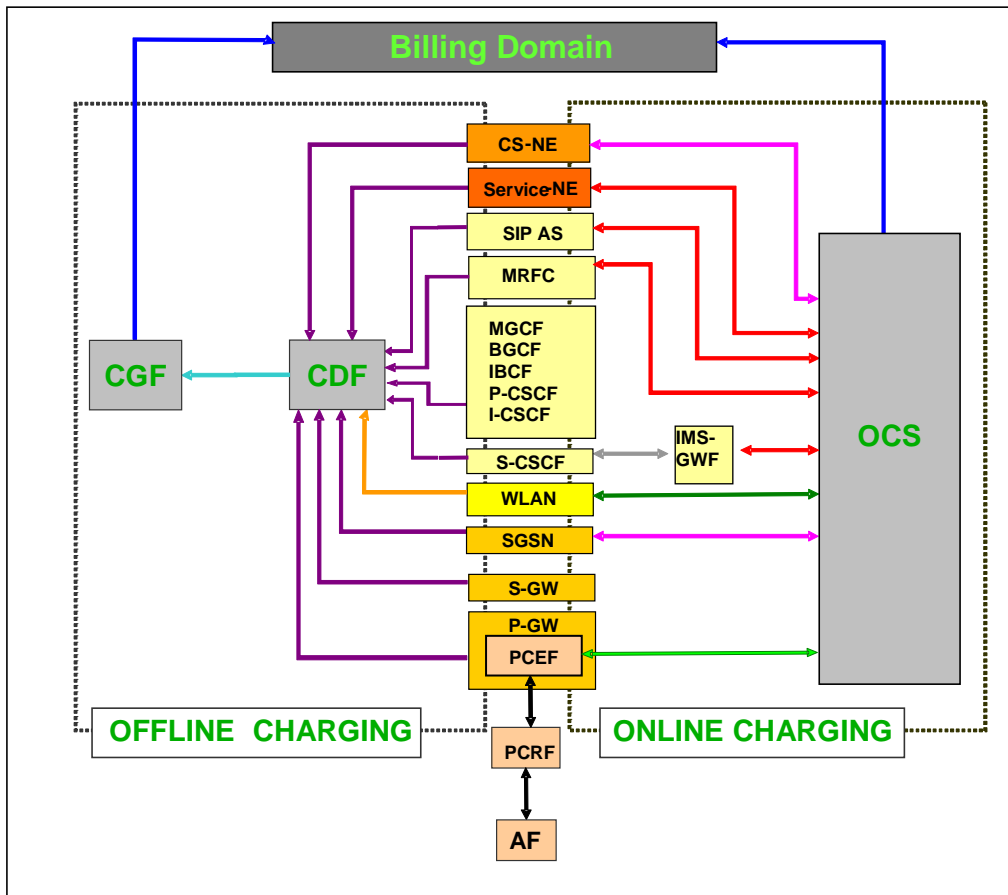 Billing Domain
CS-NE
Service-NE
SIP AS
MRFC
MGCF
BGCF
IBCF
P-CSCF
I-CSCF
CGF
CDF
OCS
IMS-
GWF
S-CSCF
WLAN
SGSN
S-GW
P-GW
PCEF
OFFLINE CHARGING
ONLINE CHARGING
PCRF
AF